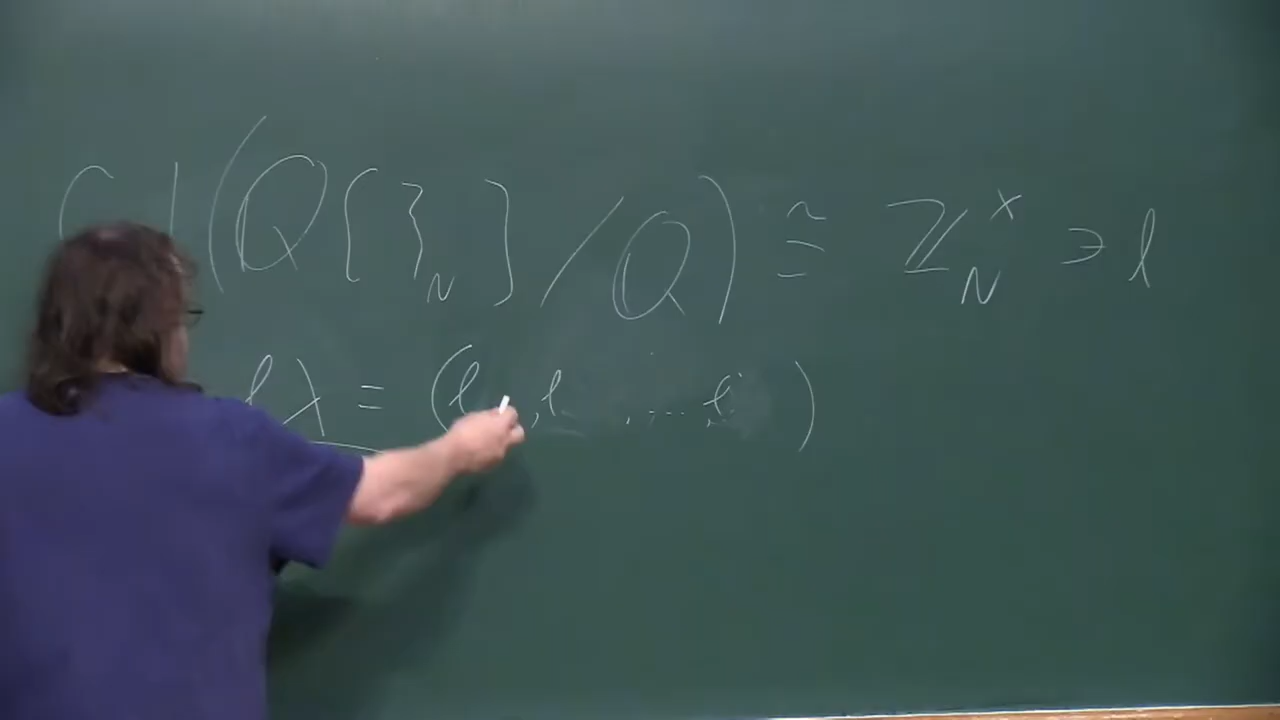 Gal(Q[ζ_N]/Q) ≅ Z_N^× ∋ l
lλ = (l , l , ... l )